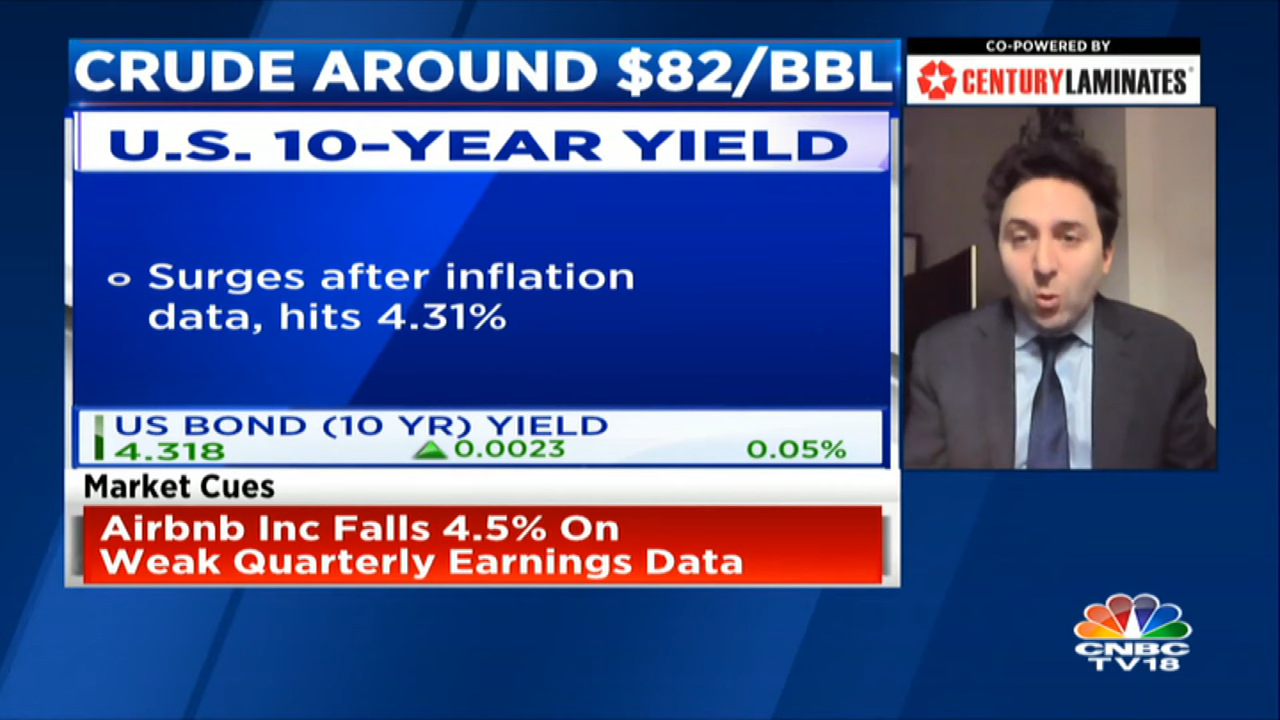 CRUDE AROUND $82/BBL
U.S. 10-YEAR YIELD
Surges after inflation
data, hits 4.31%
US BOND (10 YR) YIELD
4.318 0.0023 0.05%
Market Cues
Airbnb Inc Falls 4.5% On
Weak Quarterly Earnings Data
CO-POWERED BY
CENTURYLAMINATES®
CNBC
TV18